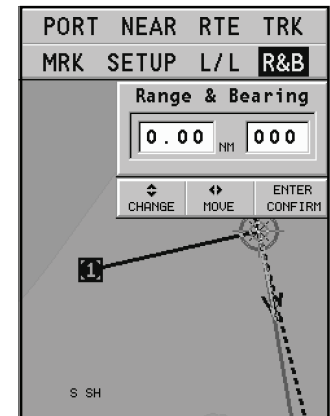 PORT NEAR RTE TRK
MRK SETUP L/L R&B
Range & Bearing
0.00 NM 000
CHANGE MOVE ENTER CONFIRM
1
S SH